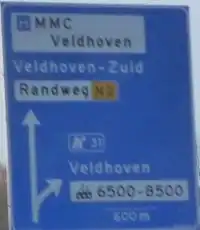 H MMC
Veldhoven
Veldhoven-Zuid
Randweg N2
31
Veldhoven
6500-8500
600 m